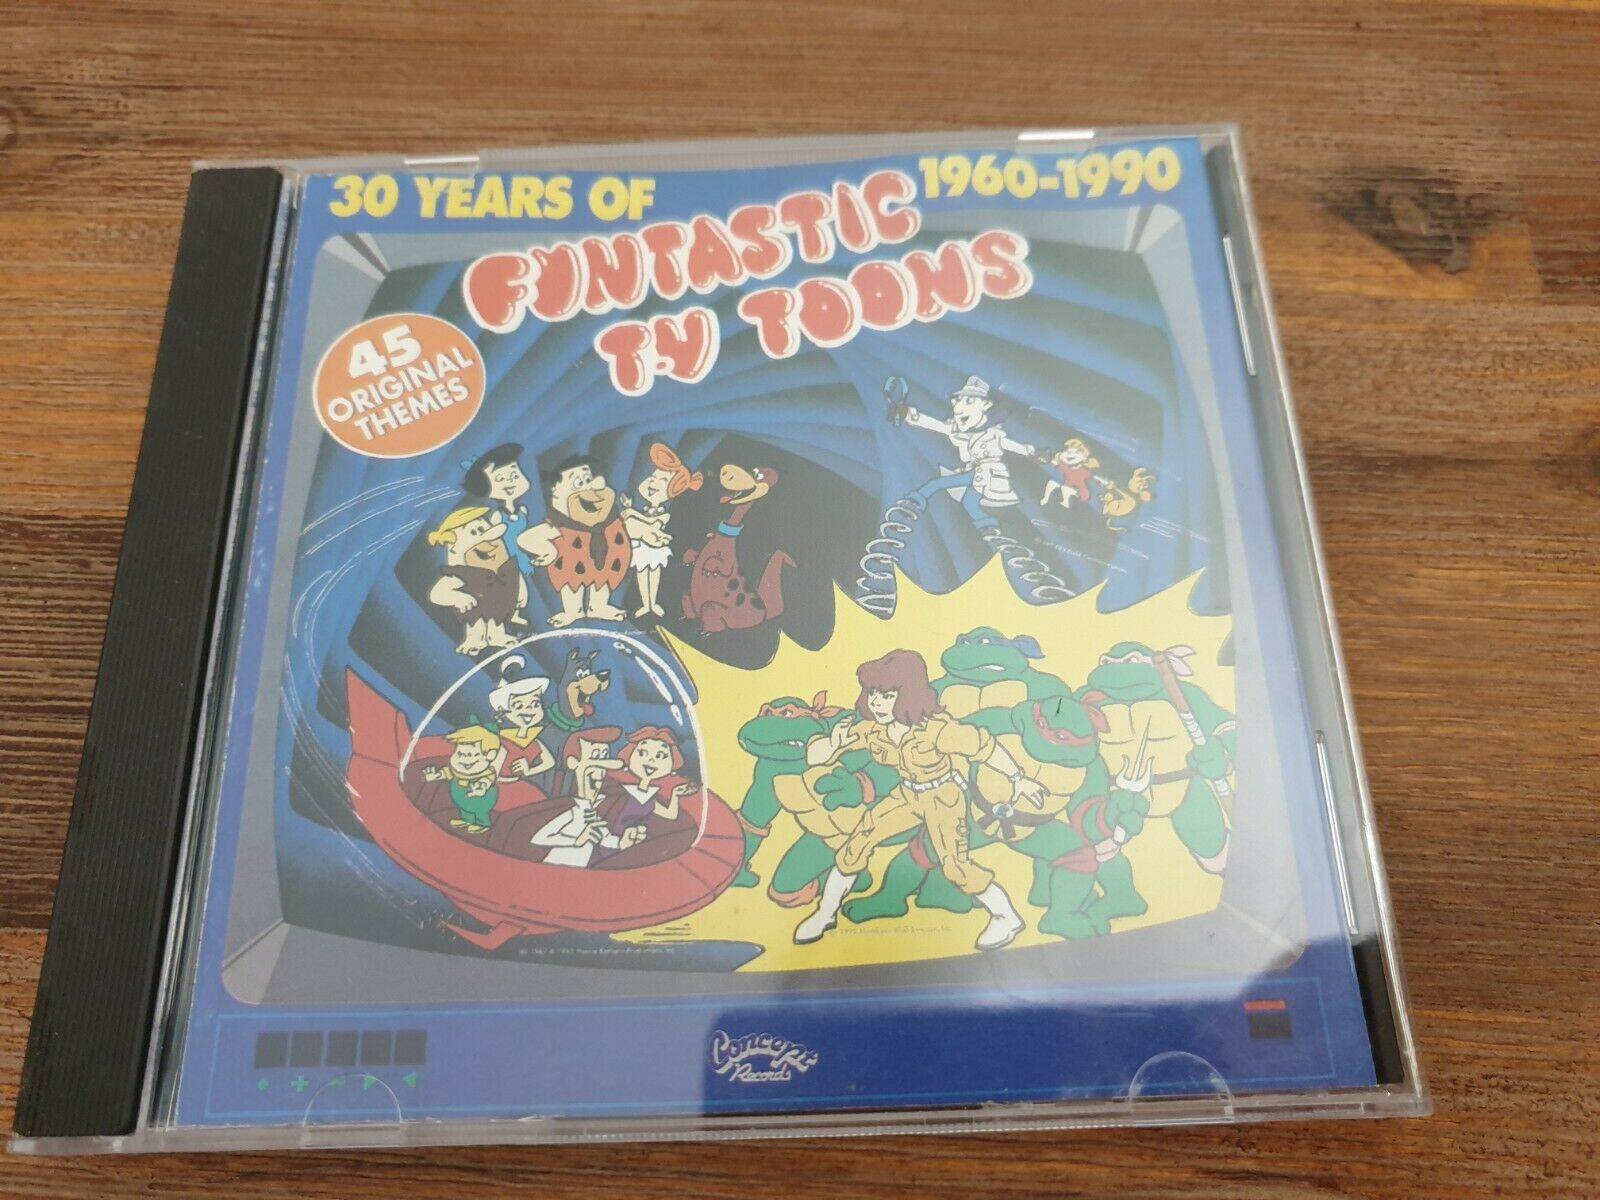 30 YEARS OF
1960-1990
FUNTASTIC
T.V TOONS
45
ORIGINAL
THEMES
Concept
Records